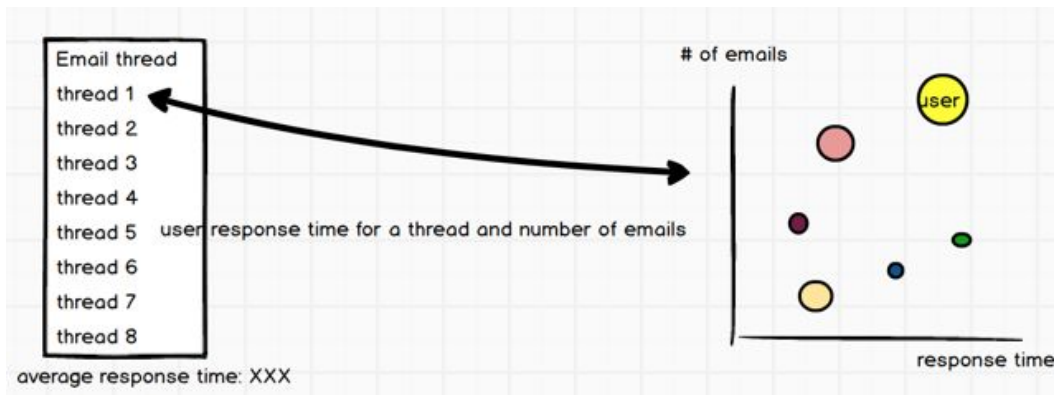 Email thread
thread 1
thread 2
thread 3
thread 4
thread 5
thread 6
thread 7
thread 8
average response time: XXX
user response time for a thread and number of emails
# of emails
user
response time